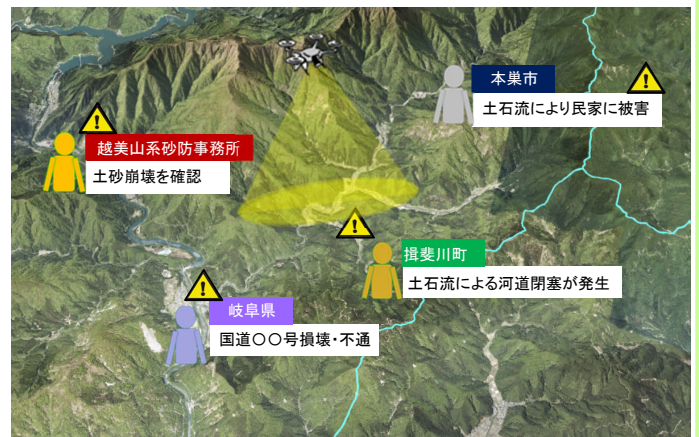 本巣市
土石流により民家に被害
越美山系砂防事務所
土砂崩壊を確認
揖斐川町
土石流による河道閉塞が発生
岐阜県
国道〇〇号損壊・不通